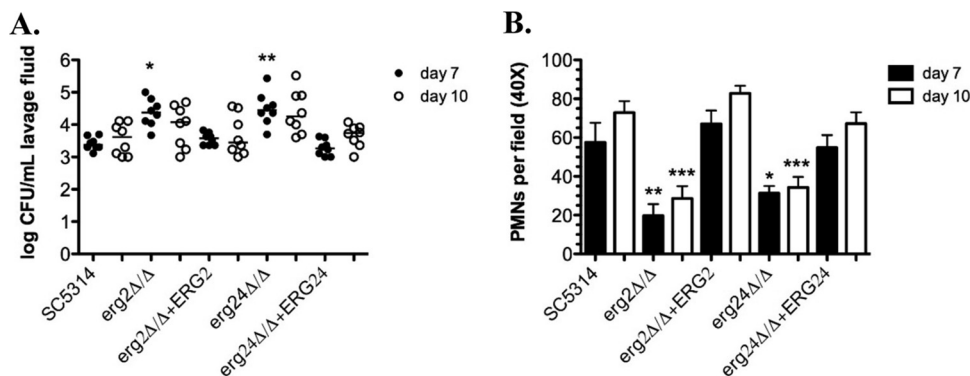 A.
log CFU/mL lavage fluid
6
5
4
3
2
1
0
*
**
day 7
day 10
SC5314
erg2Δ/Δ
erg2Δ/Δ+ERG2
erg24Δ/Δ
erg24Δ/Δ+ERG24
B.
PMNs per field (40X)
100
80
60
40
20
0
**
***
*
***
day 7
day 10
SC5314
erg2Δ/Δ
erg2Δ/Δ+ERG2
erg24Δ/Δ
erg24Δ/Δ+ERG24